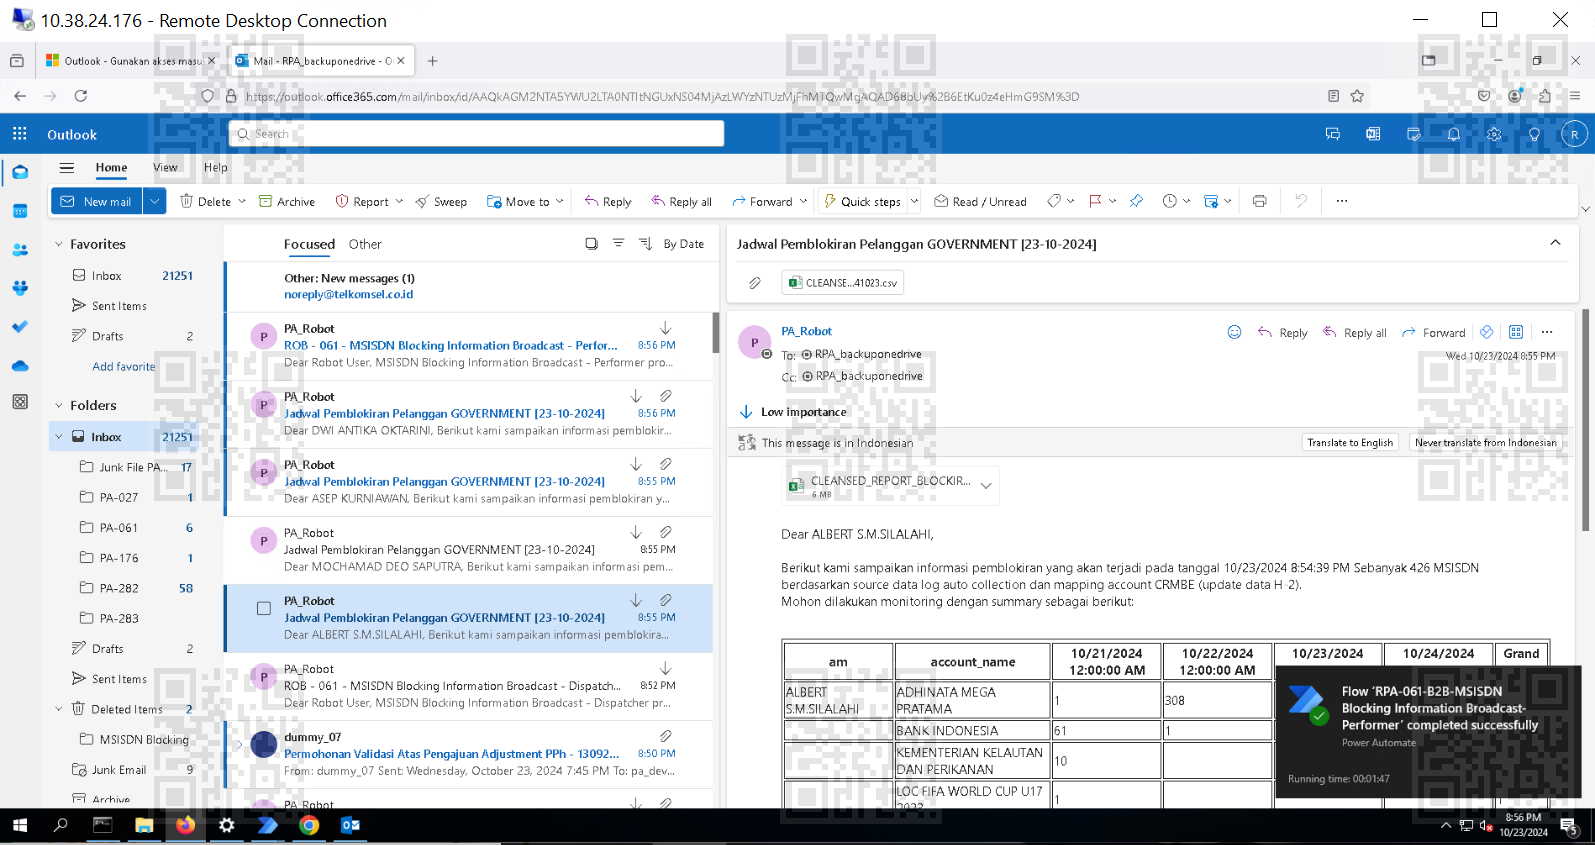 10.38.24.176 - Remote Desktop Connection
Outlook - Gunakan akses masu
Mail - RPA_backuponedrive - O
Outlook
Search
R
Home View Help
New mail Delete Archive Report Sweep Move to Reply Reply all Forward Quick steps Read / Unread
Favorites
Inbox 21251
Sent Items
Drafts 2
Add favorite
Folders
Inbox 21251
Junk File PA... 17
PA-027 1
PA-061 6
PA-176 1
PA-282 58
PA-283
Drafts 2
Sent Items
Deleted Items 2
MSISDN Blocking
Junk Email 9
Archive
Focused Other By Date
Other: New messages (1)
noreply@telkomsel.co.id
P
PA_Robot
ROB - 061 - MSISDN Blocking Information Broadcast - Perfor... 8:56 PM
Dear Robot User, MSISDN Blocking Information Broadcast - Performer pro...
P
PA_Robot
Jadwal Pemblokiran Pelanggan GOVERNMENT [23-10-2024] 8:56 PM
Dear DWI ANTIKA OKTARINI, Berikut kami sampaikan informasi pemblokir...
P
PA_Robot
Jadwal Pemblokiran Pelanggan GOVERNMENT [23-10-2024] 8:55 PM
Dear ASEP KURNIAWAN, Berikut kami sampaikan informasi pemblokiran y...
P
PA_Robot
Jadwal Pemblokiran Pelanggan GOVERNMENT [23-10-2024] 8:55 PM
Dear MOCHAMAD DEO SAPUTRA, Berikut kami sampaikan informasi pem...
PA_Robot
Jadwal Pemblokiran Pelanggan GOVERNMENT [23-10-2024] 8:55 PM
Dear ALBERT S.M.SILALAHI, Berikut kami sampaikan informasi pemblokira...
P
PA_Robot
ROB - 061 - MSISDN Blocking Information Broadcast - Dispatch... 8:52 PM
Dear Robot User, MSISDN Blocking Information Broadcast - Dispatcher pr...
dummy_07
Permohonan Validasi Atas Pengajuan Adjustment PPh - 13092... 8:50 PM
From: dummy_07 Sent: Wednesday, October 23, 2024 7:45 PM To: pa_dev...
PA_Robot
Jadwal Pemblokiran Pelanggan GOVERNMENT [23-10-2024]
CLEANSE...41023.csv
P
PA_Robot
Reply Reply all Forward
To: RPA_backuponedrive
Wed 10/23/2024 8:55 PM
Cc: RPA_backuponedrive
Low importance
This message is in Indonesian
Translate to English
Never translate from Indonesian
CLEANSED_REPORT_BLOCKIR...
6 MB
Dear ALBERT S.M.SILALAHI,
Berikut kami sampaikan informasi pemblokiran yang akan terjadi pada tanggal 10/23/2024 8:54:39 PM Sebanyak 426 MSISDN
berdasarkan source data log auto collection dan mapping account CRMBE (update data H-2).
Mohon dilakukan monitoring dengan summary sebagai berikut:
am account_name 10/21/2024 12:00:00 AM 10/22/2024 12:00:00 AM 10/23/2024 10/24/2024 Grand
ALBERT S.M.SILALAHI ADHINATA MEGA PRATAMA 1 308
BANK INDONESIA 61 1
KEMENTERIAN KELAUTAN DAN PERIKANAN 10
LOC FIFA WORLD CUP U17 2023 1
Flow 'RPA-061-B2B-MSISDN
Blocking Information Broadcast-
Performer' completed successfully
Power Automate
Running time: 00:01:47
8:56 PM
10/23/2024
5